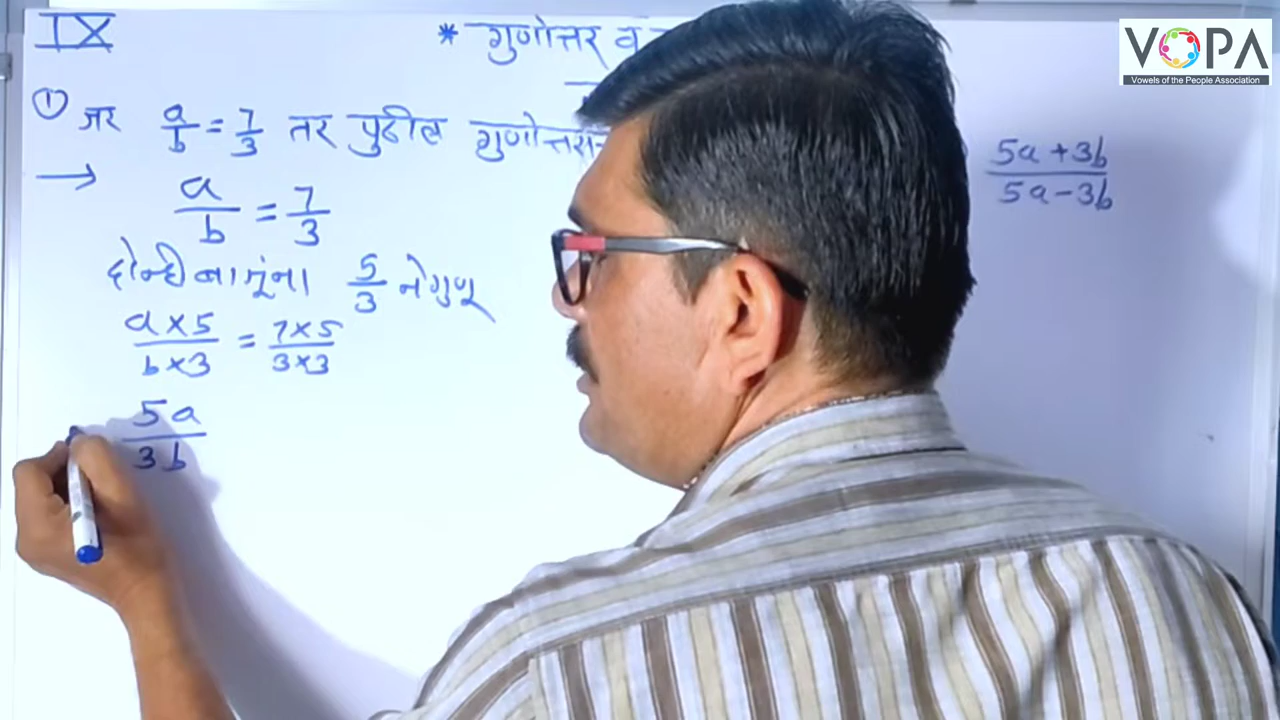 IX
* गुणोत्तर व
VOPA
Vowels of the People Association
① जर a/b = 7/3 तर पुढील
5a + 3b / 5a - 3b
→ a/b = 7/3
दोन्ही बाजूंना 5/3 ने गुणू
a × 5 / b × 3 = 7 × 5 / 3 × 3
5a / 3b